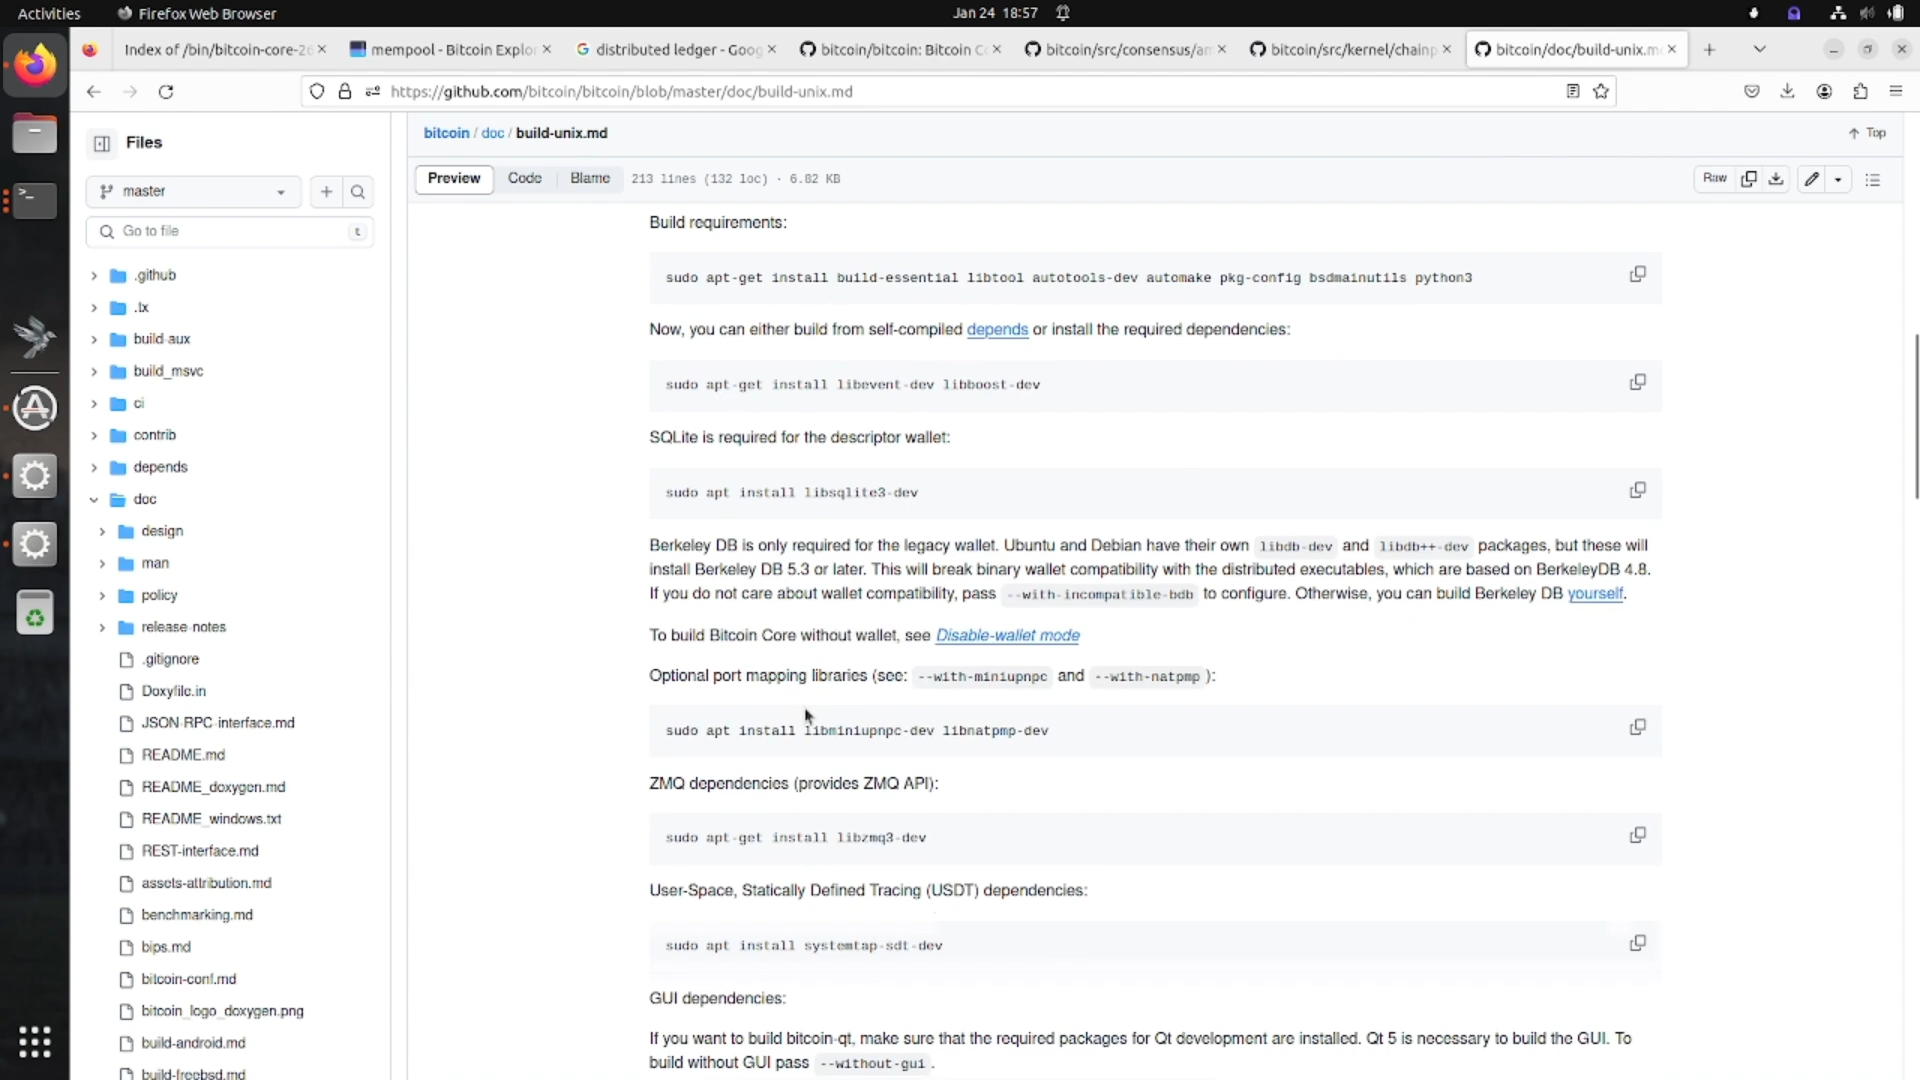 Activities
Firefox Web Browser
Jan 24 18:57
Index of /bin/bitcoin-core-26
mempool - Bitcoin Explor
distributed ledger - Goog
bitcoin/bitcoin: Bitcoin C
bitcoin/src/consensus/am
bitcoin/src/kernel/chainp
bitcoin/doc/build-unix.m
https://github.com/bitcoin/bitcoin/blob/master/doc/build-unix.md
Files
master
Go to file
t
.github
.tx
build-aux
build_msvc
ci
contrib
depends
doc
design
man
policy
release-notes
.gitignore
Doxyfile.in
JSON-RPC-interface.md
README.md
README_doxygen.md
README_windows.txt
REST-interface.md
assets-attribution.md
benchmarking.md
bips.md
bitcoin-conf.md
bitcoin_logo_doxygen.png
build-android.md
build-freebsd.md
bitcoin / doc / build-unix.md
Top
Preview
Code
Blame
213 lines (132 loc) · 6.82 KB
Raw
Build requirements:
sudo apt-get install build-essential libtool autotools-dev automake pkg-config bsdmainutils python3
Now, you can either build from self-compiled depends or install the required dependencies:
sudo apt-get install libevent-dev libboost-dev
SQLite is required for the descriptor wallet:
sudo apt install libsqlite3-dev
Berkeley DB is only required for the legacy wallet. Ubuntu and Debian have their own libdb-dev and libdb++-dev packages, but these will
install Berkeley DB 5.3 or later. This will break binary wallet compatibility with the distributed executables, which are based on BerkeleyDB 4.8.
If you do not care about wallet compatibility, pass --with-incompatible-bdb to configure. Otherwise, you can build Berkeley DB yourself.
To build Bitcoin Core without wallet, see Disable-wallet mode
Optional port mapping libraries (see: --with-miniupnpc and --with-natpmp ):
sudo apt install libminiupnpc-dev libnatpmp-dev
ZMQ dependencies (provides ZMQ API):
sudo apt-get install libzmq3-dev
User-Space, Statically Defined Tracing (USDT) dependencies:
sudo apt install systemtap-sdt-dev
GUI dependencies:
If you want to build bitcoin-qt, make sure that the required packages for Qt development are installed. Qt 5 is necessary to build the GUI. To
build without GUI pass --without-gui .